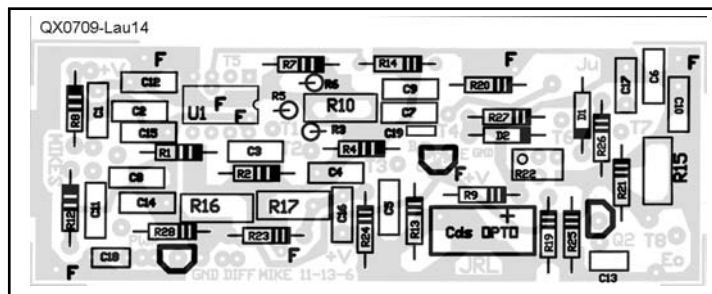 QX0709-Lau14
F
T5
R7
R14
F
Ju
F
+V
C12
R6
R20
C17
C6
R8
C1
C2
U1
F
F
R5
R10
C9
C7
R27
D1
C10
C15
T1
R3
C19
T4
D2
R26
T7
T6
MIKES
R1
C3
T2
R4
B
GND
R15
R2
C4
T3
F
R22
R21
C8
+V
R12
C11
C14
R16
R17
C16
C5
R13
R9
+
Cds OPTO
R19
R25
Q2
T8
R28
R23
R24
C18
F
+V
Eo
F
GND DIFF MIKE 11-13-6
JRL
C13